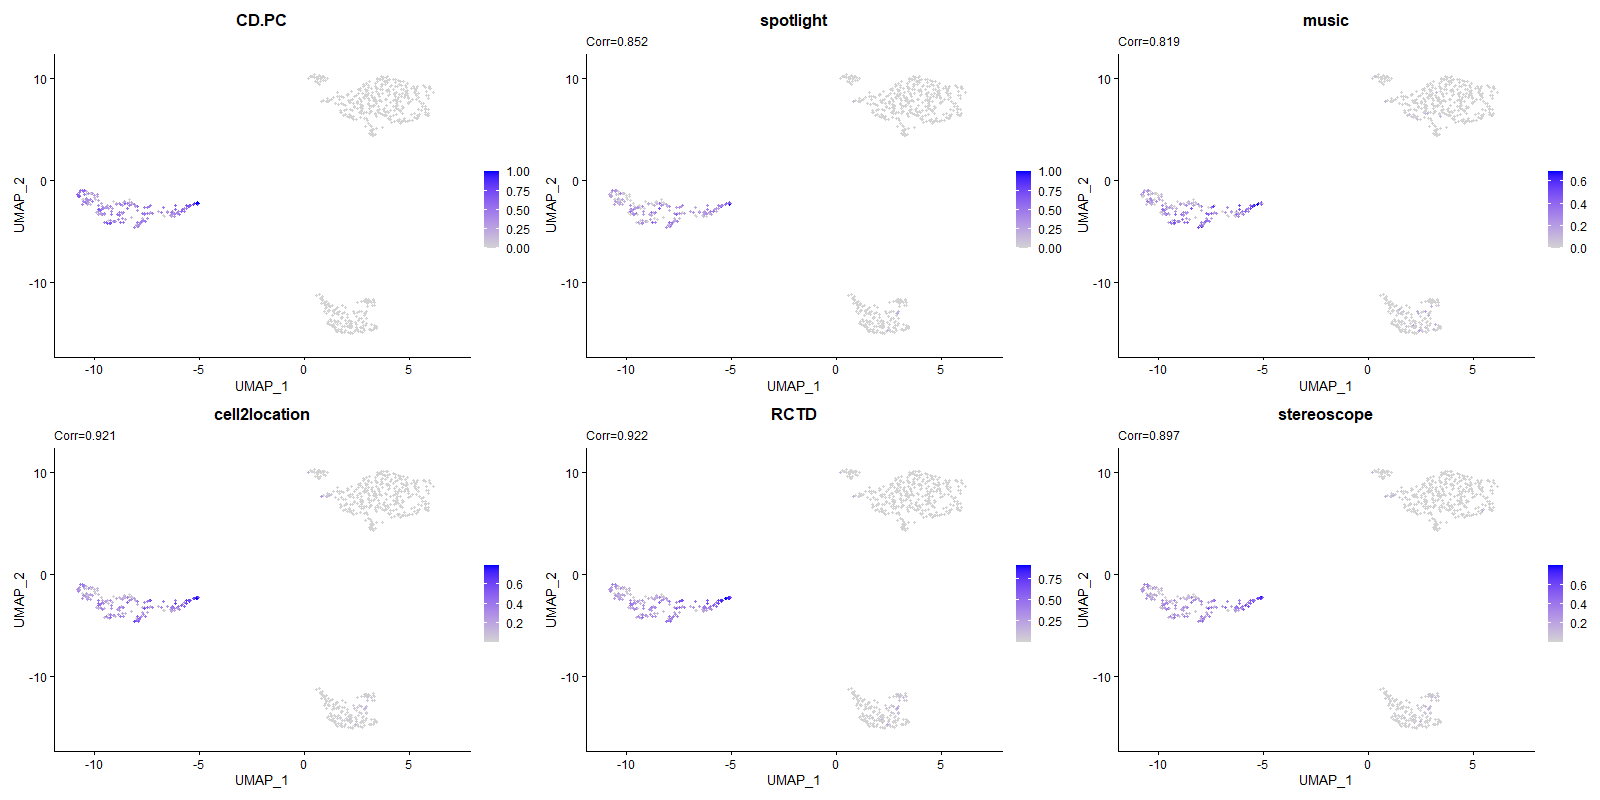 CD.PC
10
0
-10
UMAP_2
-10
-5
0
5
UMAP_1
1.00
0.75
0.50
0.25
0.00
spotlight
Corr=0.852
10
0
-10
UMAP_2
-10
-5
0
5
UMAP_1
1.00
0.75
0.50
0.25
0.00
music
Corr=0.819
10
0
-10
UMAP_2
-10
-5
0
5
UMAP_1
0.6
0.4
0.2
0.0
cell2location
Corr=0.921
10
0
-10
UMAP_2
-10
-5
0
5
UMAP_1
0.6
0.4
0.2
RCTD
Corr=0.922
10
0
-10
UMAP_2
-10
-5
0
5
UMAP_1
0.75
0.50
0.25
stereoscope
Corr=0.897
10
0
-10
UMAP_2
-10
-5
0
5
UMAP_1
0.6
0.4
0.2